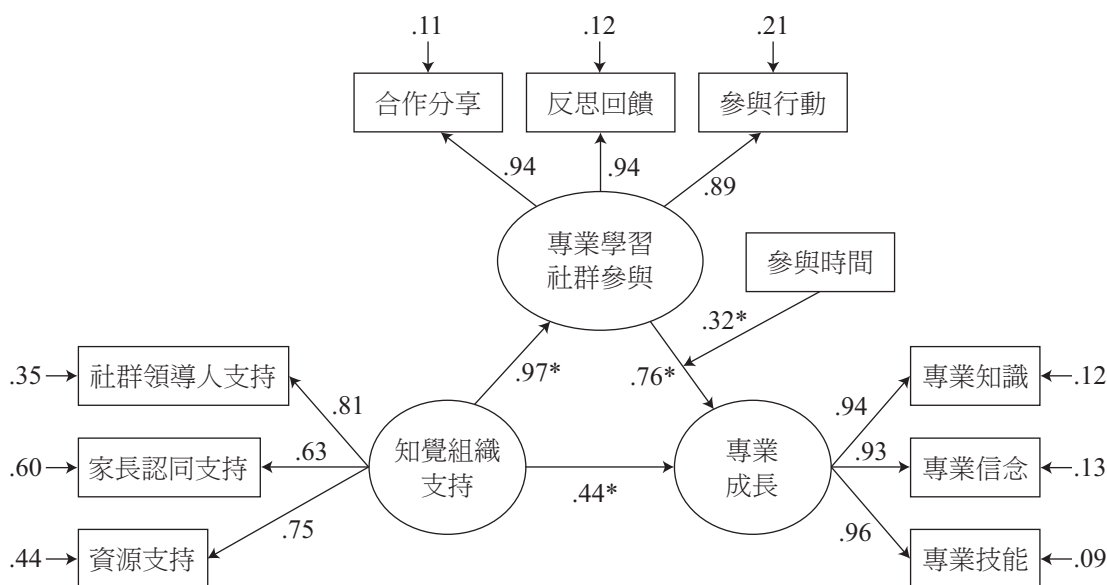 .11
.12
.21
合作分享
反思回饋
參與行動
.94
.94
.89
專業學習
社群參與
參與時間
.32*
.97*
.76*
.35
社群領導人支持
.81
.60
家長認同支持
.63
.44
資源支持
.75
知覺組織
支持
.44*
專業
成長
.94
專業知識
.12
.93
專業信念
.13
.96
專業技能
.09